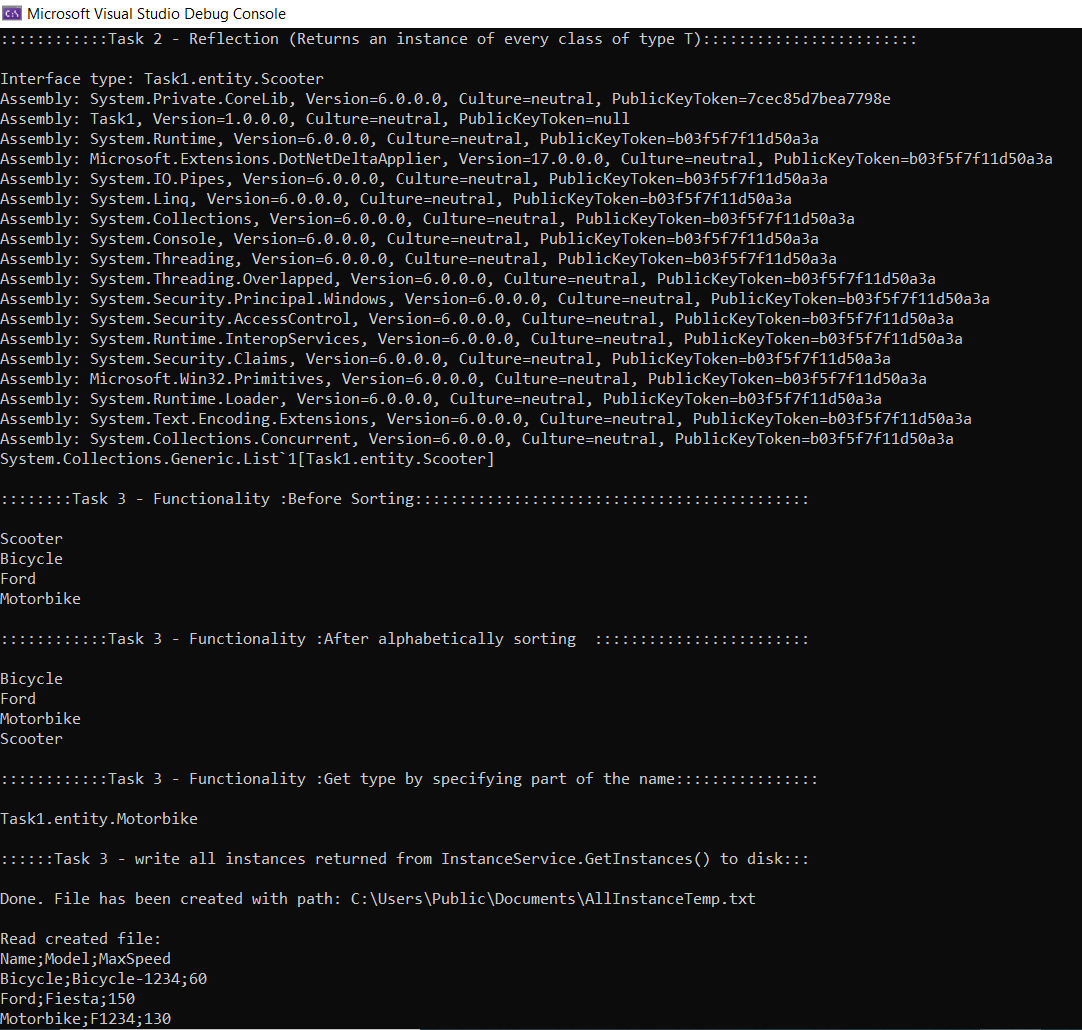 Microsoft Visual Studio Debug Console
::::::::::::Task 2 - Reflection (Returns an instance of every class of type T)::::::::::::::::::::::::
Interface type: Task1.entity.Scooter
Assembly: System.Private.CoreLib, Version=6.0.0.0, Culture=neutral, PublicKeyToken=7cec85d7bea7798e
Assembly: Task1, Version=1.0.0.0, Culture=neutral, PublicKeyToken=null
Assembly: System.Runtime, Version=6.0.0.0, Culture=neutral, PublicKeyToken=b03f5f7f11d50a3a
Assembly: Microsoft.Extensions.DotNetDeltaApplier, Version=17.0.0.0, Culture=neutral, PublicKeyToken=b03f5f7f11d50a3a
Assembly: System.IO.Pipes, Version=6.0.0.0, Culture=neutral, PublicKeyToken=b03f5f7f11d50a3a
Assembly: System.Linq, Version=6.0.0.0, Culture=neutral, PublicKeyToken=b03f5f7f11d50a3a
Assembly: System.Collections, Version=6.0.0.0, Culture=neutral, PublicKeyToken=b03f5f7f11d50a3a
Assembly: System.Console, Version=6.0.0.0, Culture=neutral, PublicKeyToken=b03f5f7f11d50a3a
Assembly: System.Threading, Version=6.0.0.0, Culture=neutral, PublicKeyToken=b03f5f7f11d50a3a
Assembly: System.Threading.Overlapped, Version=6.0.0.0, Culture=neutral, PublicKeyToken=b03f5f7f11d50a3a
Assembly: System.Security.Principal.Windows, Version=6.0.0.0, Culture=neutral, PublicKeyToken=b03f5f7f11d50a3a
Assembly: System.Security.AccessControl, Version=6.0.0.0, Culture=neutral, PublicKeyToken=b03f5f7f11d50a3a
Assembly: System.Runtime.InteropServices, Version=6.0.0.0, Culture=neutral, PublicKeyToken=b03f5f7f11d50a3a
Assembly: System.Security.Claims, Version=6.0.0.0, Culture=neutral, PublicKeyToken=b03f5f7f11d50a3a
Assembly: Microsoft.Win32.Primitives, Version=6.0.0.0, Culture=neutral, PublicKeyToken=b03f5f7f11d50a3a
Assembly: System.Runtime.Loader, Version=6.0.0.0, Culture=neutral, PublicKeyToken=b03f5f7f11d50a3a
Assembly: System.Text.Encoding.Extensions, Version=6.0.0.0, Culture=neutral, PublicKeyToken=b03f5f7f11d50a3a
Assembly: System.Collections.Concurrent, Version=6.0.0.0, Culture=neutral, PublicKeyToken=b03f5f7f11d50a3a
System.Collections.Generic.List`1[Task1.entity.Scooter]
::::::::Task 3 - Functionality :Before Sorting::::::::::::::::::::::::::::::::::::::::::::
Scooter
Bicycle
Ford
Motorbike
::::::::::::Task 3 - Functionality :After alphabetically sorting  ::::::::::::::::::::::::
Bicycle
Ford
Motorbike
Scooter
::::::::::::Task 3 - Functionality :Get type by specifying part of the name::::::::::::::::
Task1.entity.Motorbike
::::::Task 3 - write all instances returned from InstanceService.GetInstances() to disk:::
Done. File has been created with path: C:\Users\Public\Documents\AllInstanceTemp.txt
Read created file:
Name;Model;MaxSpeed
Bicycle;Bicycle-1234;60
Ford;Fiesta;150
Motorbike;F1234;130